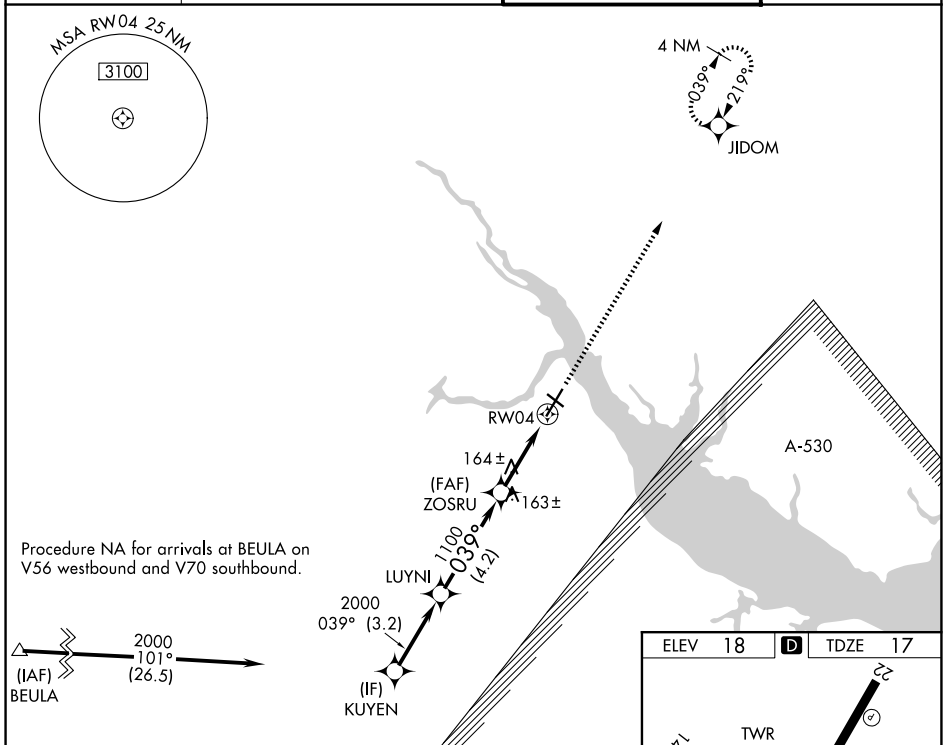 MSA RW04 25 NM
3100
4 NM
039°
219°
JIDOM
RW04
A-530
164±
(FAF)
ZOSRU
163±
1100
039°
(4.2)
Procedure NA for arrivals at BEULA on
V56 westbound and V70 southbound.
LUYNI
2000
039° (3.2)
2000
101°
(26.5)
(IAF)
BEULA
(IF)
KUYEN
ELEV 18 D TDZE 17
22
P
TWR
14